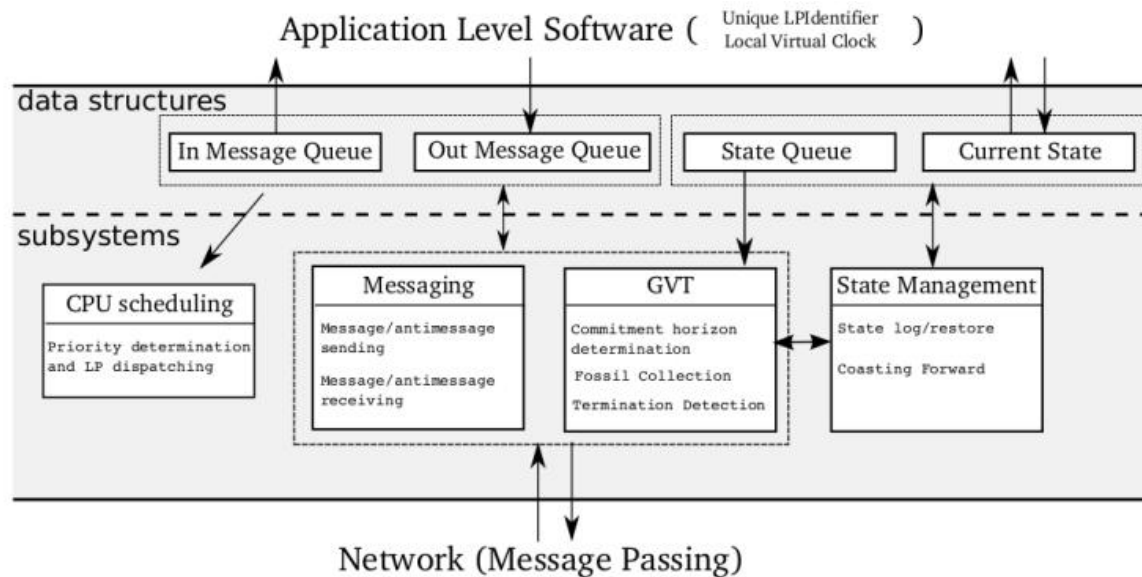 Application Level Software ( Unique LPIdentifier
Local Virtual Clock )
data structures
In Message Queue
Out Message Queue
State Queue
Current State
subsystems
CPU scheduling
Priority determination
and LP dispatching
Messaging
Message/antimessage
sending
Message/antimessage
receiving
GVT
Commitment horizon
determination
Fossil Collection
Termination Detection
State Management
State log/restore
Coasting Forward
Network (Message Passing)